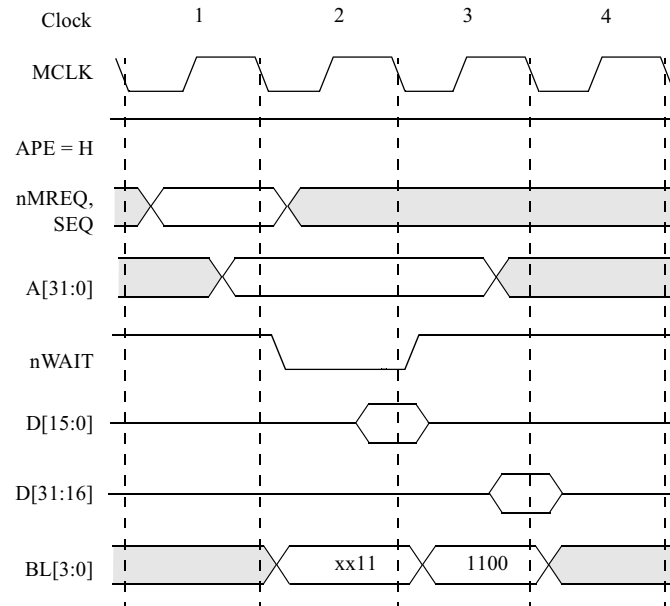 Clock 1 2 3 4
MCLK
APE = H
nMREQ,
SEQ
A[31:0]
nWAIT
D[15:0]
D[31:16]
BL[3:0] xx11 1100